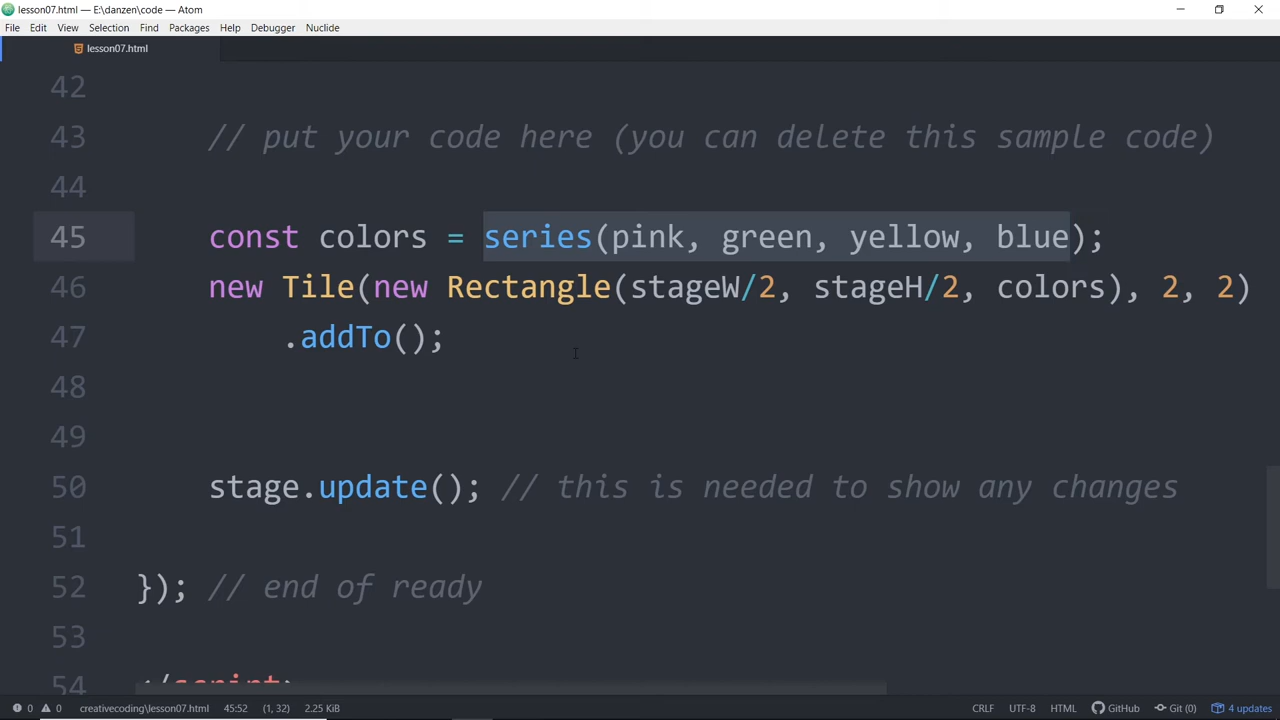 lesson07.html — E:\danzen\code — Atom
File Edit View Selection Find Packages Help Debugger Nuclide
lesson07.html
42
43 // put your code here (you can delete this sample code)
44
45 const colors = series(pink, green, yellow, blue);
46 new Tile(new Rectangle(stageW/2, stageH/2, colors), 2, 2)
47 .addTo();
48
49
50 stage.update(); // this is needed to show any changes
51
52 }); // end of ready
53
54 </script>
0 0 creativecoding\lesson07.html 45:52 (1, 32) 2.25 KiB CRLF UTF-8 HTML GitHub Git (0) 4 updates